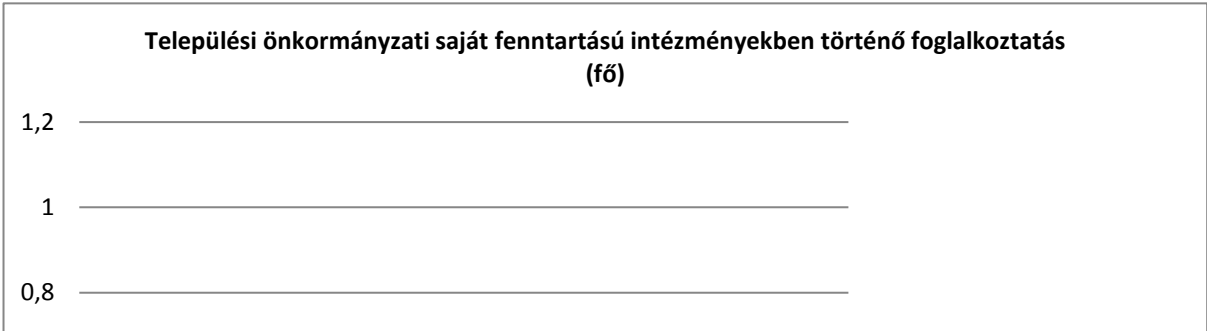 Települési önkormányzati saját fenntartású intézményekben történő foglalkoztatás
(fő)
1,2
1
0,8